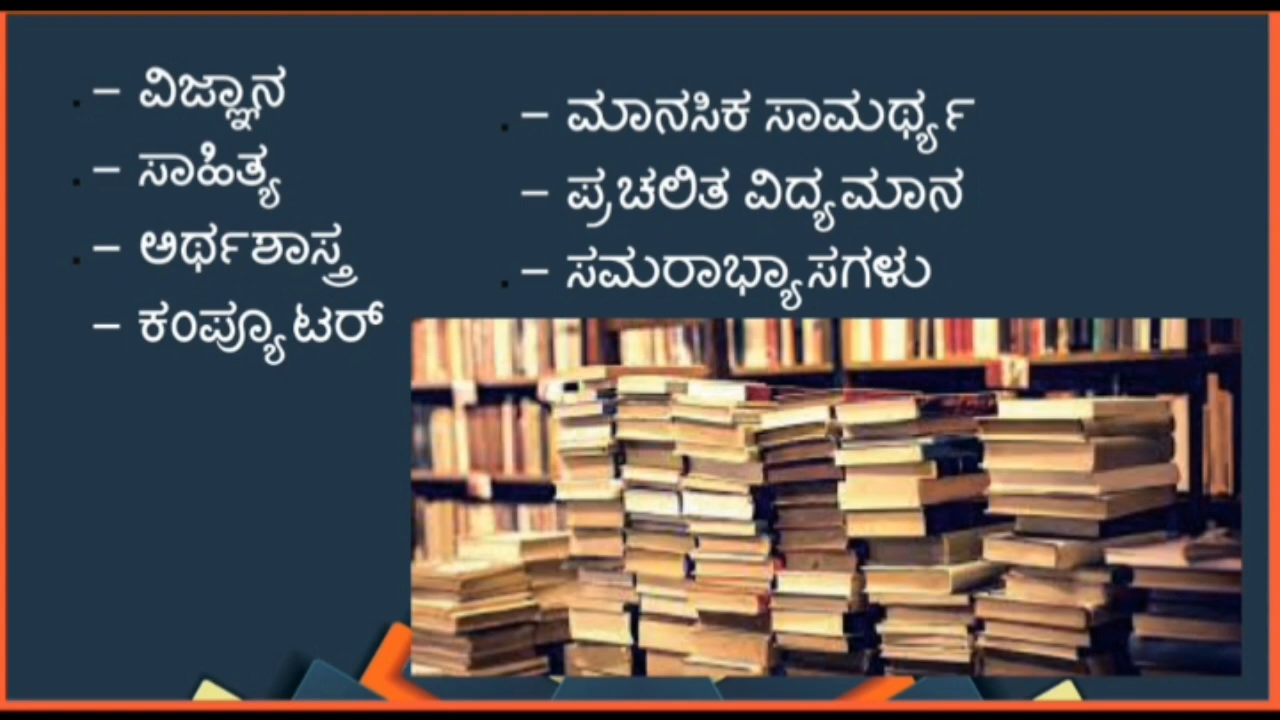 – ವಿಜ್ಞಾನ
– ಸಾಹಿತ್ಯ
– ಅರ್ಥಶಾಸ್ತ್ರ
– ಕಂಪ್ಯೂಟರ್
– ಮಾನಸಿಕ ಸಾಮರ್ಥ್ಯ
– ಪ್ರಚಲಿತ ವಿದ್ಯಮಾನ
– ಸಮರಾಭ್ಯಾಸಗಳು